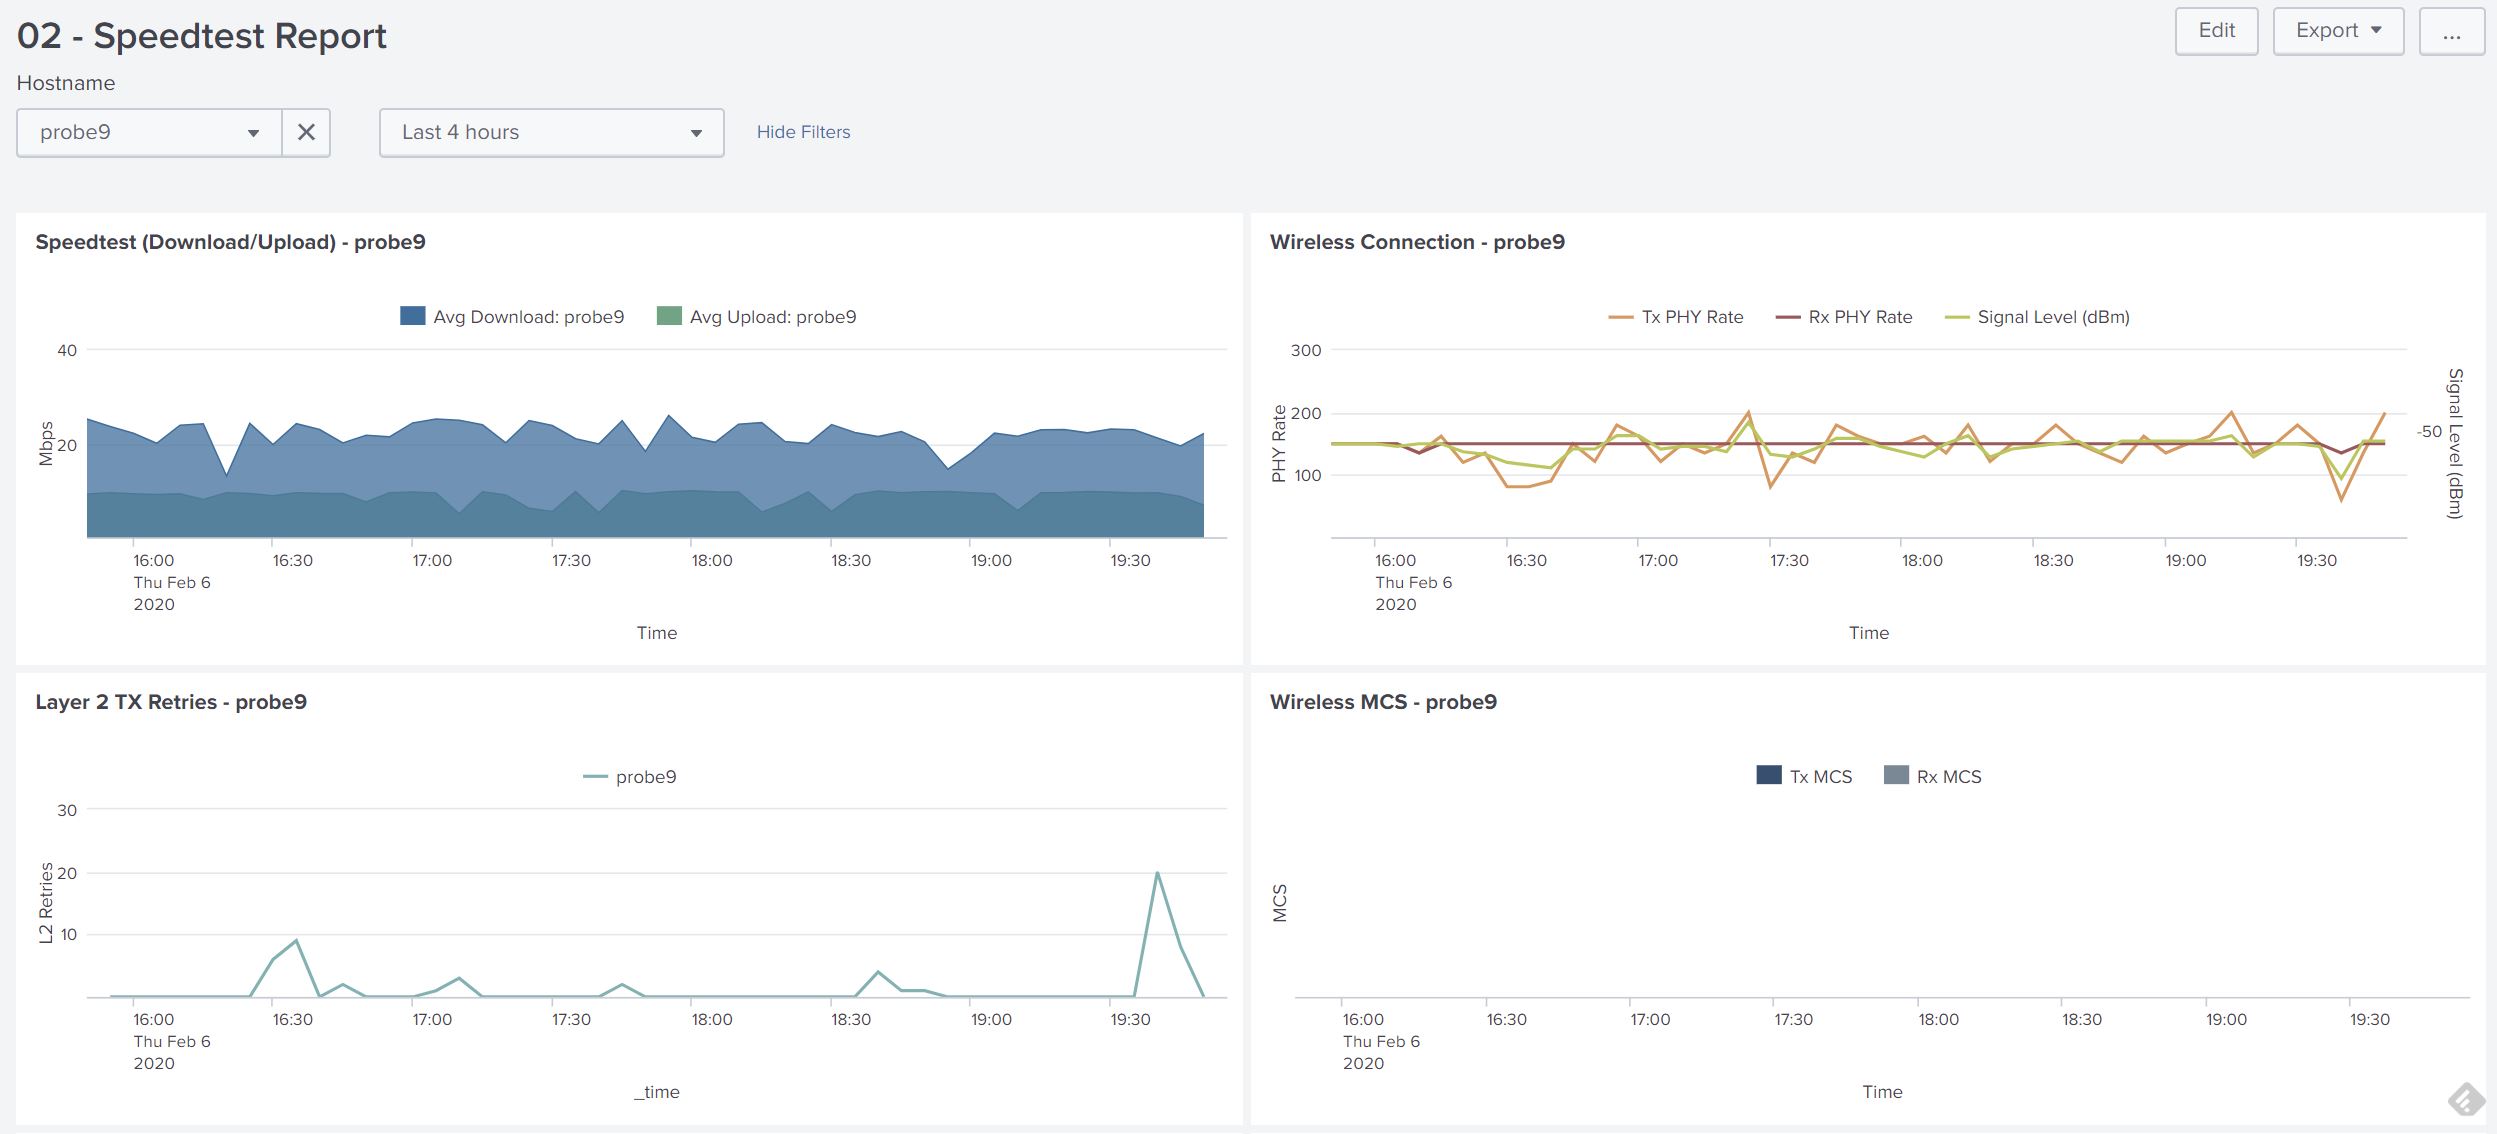 02 - Speedtest Report
Edit
Export
...
Hostname
probe9
Last 4 hours
Hide Filters
Speedtest (Download/Upload) - probe9
Avg Download: probe9 Avg Upload: probe9
40
20
Mbps
16:00 16:30 17:00 17:30 18:00 18:30 19:00 19:30
Thu Feb 6
2020
Time
Wireless Connection - probe9
Tx PHY Rate Rx PHY Rate Signal Level (dBm)
300
200
100
PHY Rate
-50
Signal Level (dBm)
16:00 16:30 17:00 17:30 18:00 18:30 19:00 19:30
Thu Feb 6
2020
Time
Layer 2 TX Retries - probe9
probe9
30
20
10
L2 Retries
16:00 16:30 17:00 17:30 18:00 18:30 19:00 19:30
Thu Feb 6
2020
_time
Wireless MCS - probe9
Tx MCS Rx MCS
MCS
16:00 16:30 17:00 17:30 18:00 18:30 19:00 19:30
Thu Feb 6
2020
Time